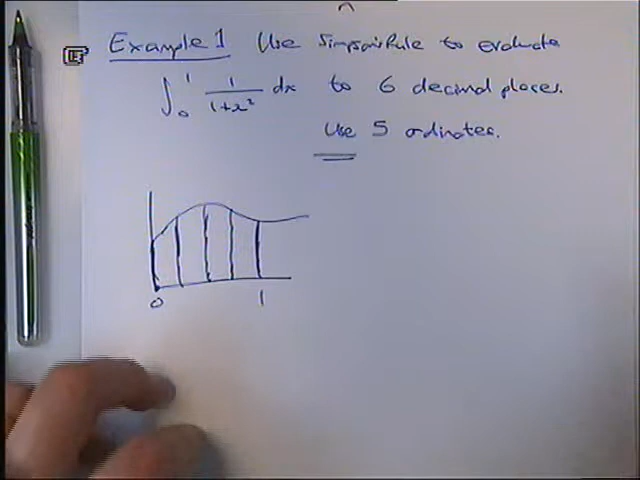 Example 1 Use Simpson's Rule to evaluate
∫₀¹ 1/(1+x²) dx to 6 decimal places.
Use 5 ordinates.
0 1